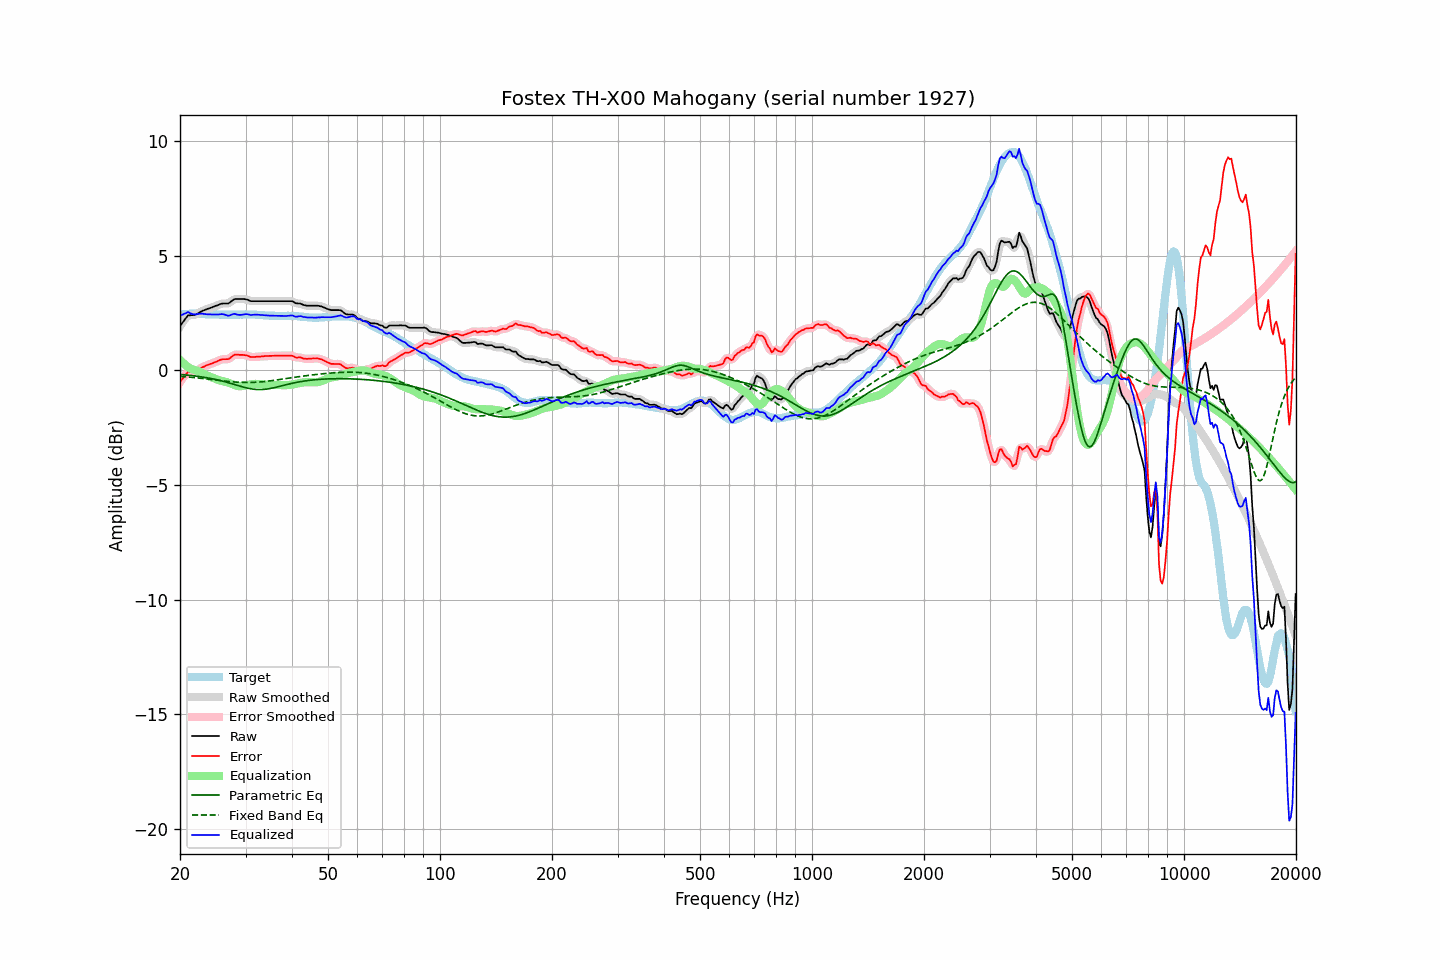 Fostex TH-X00 Mahogany (serial number 1927)
Amplitude (dBr)
10
5
0
−5
−10
−15
−20
Target
Raw Smoothed
Error Smoothed
Raw
Error
Equalization
Parametric Eq
Fixed Band Eq
Equalized
20 50 100 200 500 1000 2000 5000 10000 20000
Frequency (Hz)